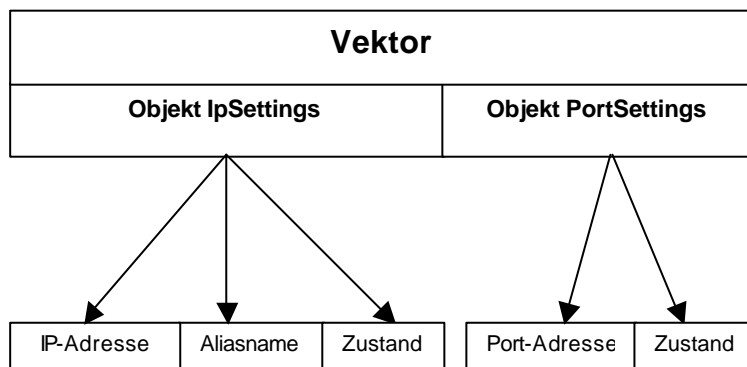 Vektor
Objekt IpSettings
Objekt PortSettings
IP-Adresse
Aliasname
Zustand
Port-Adresse
Zustand